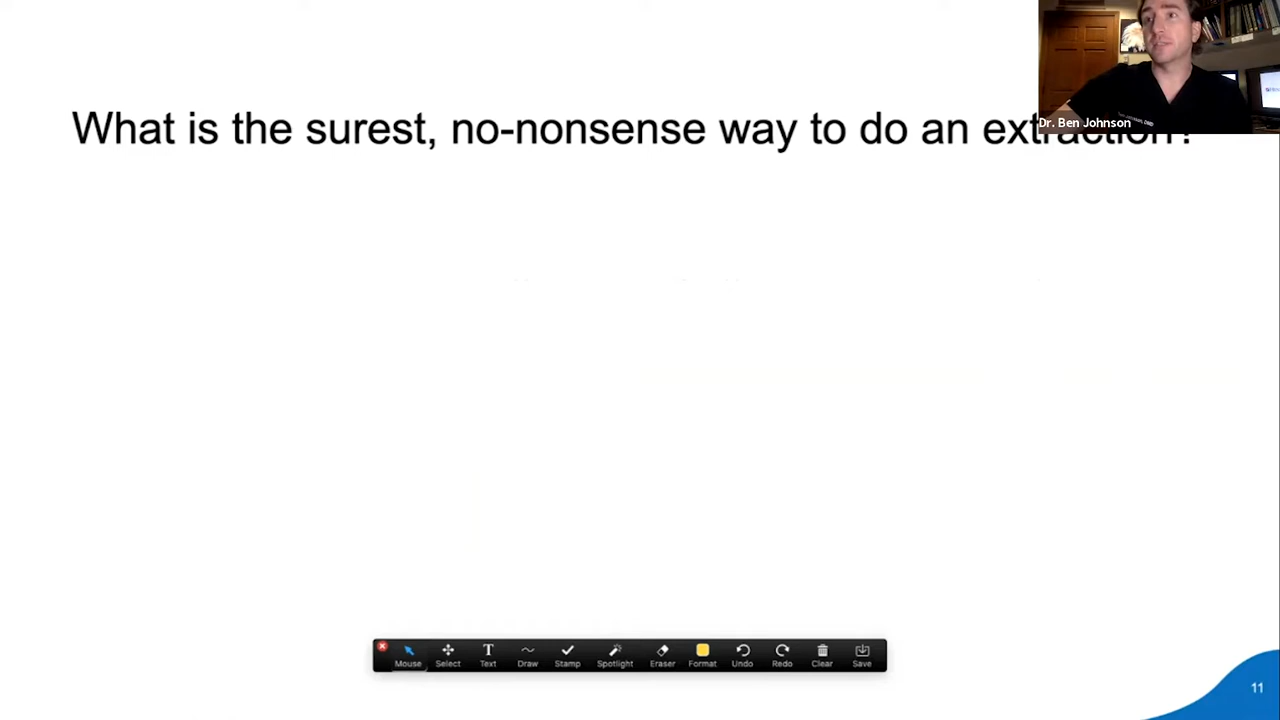 What is the surest, no-nonsense way to do an extraction?
Dr. Ben Johnson
Mouse Select Text Draw Stamp Spotlight Eraser Format Undo Redo Clear Save
11